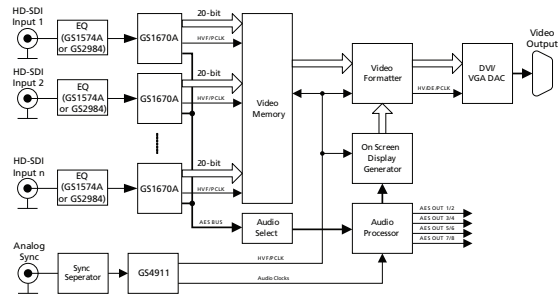 HD-SDI
Input 1
EQ
(GS1574A
or GS2984)
GS1670A
20-bit
HVF/PCLK
HD-SDI
Input 2
EQ
(GS1574A
or GS2984)
GS1670A
20-bit
HVF/PCLK
HD-SDI
Input n
EQ
(GS1574A
or GS2984)
GS1670A
20-bit
HVF/PCLK
AES BUS
Video
Memory
Audio
Select
Video
Formatter
HV/DE/PCLK
DVI/
VGA DAC
Video
Output
On Screen
Display
Generator
Audio
Processor
AES OUT 1/2
AES OUT 3/4
AES OUT 5/6
AES OUT 7/8
Analog
Sync
Sync
Seperator
GS4911
HVF/PCLK
Audio Clocks